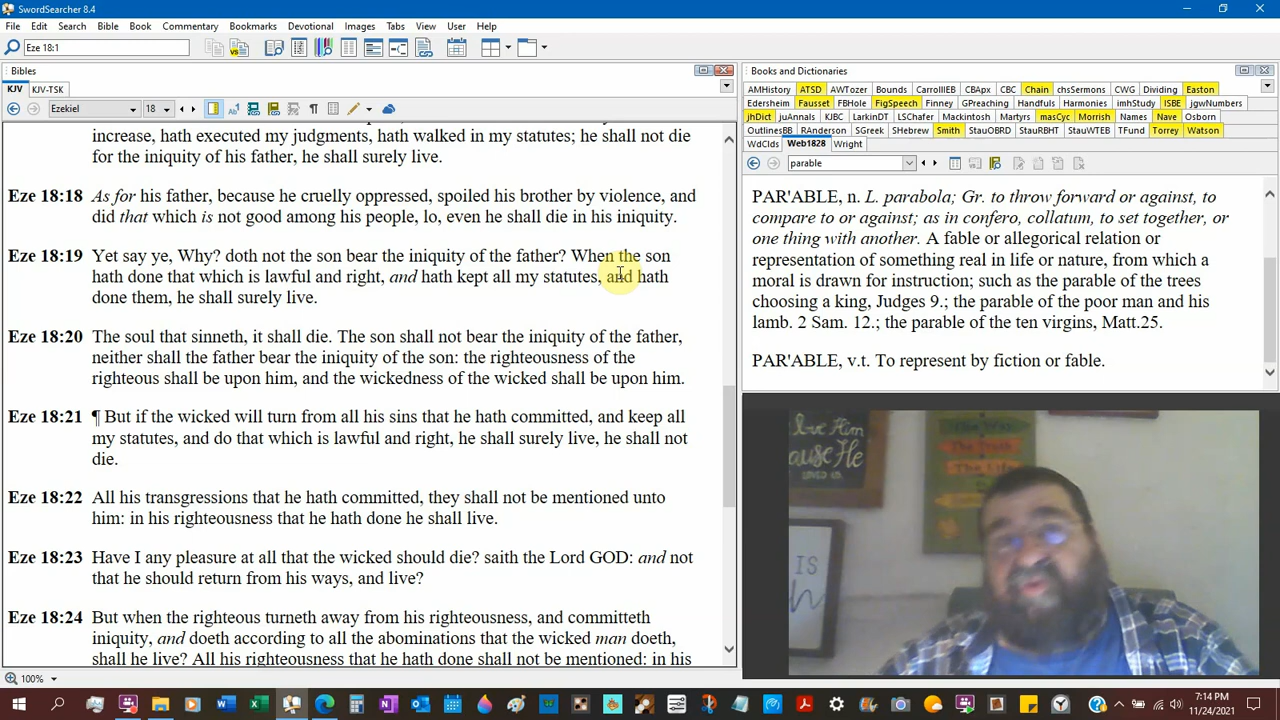 SwordSearcher 8.4
File Edit Search Bible Book Commentary Bookmarks Devotional Images Tabs View User Help
Eze 18:1
Bibles
KJV KJV-TSK
Ezekiel 18
increase, hath executed my judgments, hath walked in my statutes; he shall not die
for the iniquity of his father, he shall surely live.
Eze 18:18 As for his father, because he cruelly oppressed, spoiled his brother by violence, and
did that which is not good among his people, lo, even he shall die in his iniquity.
Eze 18:19 Yet say ye, Why? doth not the son bear the iniquity of the father? When the son
hath done that which is lawful and right, and hath kept all my statutes, and hath
done them, he shall surely live.
Eze 18:20 The soul that sinneth, it shall die. The son shall not bear the iniquity of the father,
neither shall the father bear the iniquity of the son: the righteousness of the
righteous shall be upon him, and the wickedness of the wicked shall be upon him.
Eze 18:21 ¶ But if the wicked will turn from all his sins that he hath committed, and keep all
my statutes, and do that which is lawful and right, he shall surely live, he shall not
die.
Eze 18:22 All his transgressions that he hath committed, they shall not be mentioned unto
him: in his righteousness that he hath done he shall live.
Eze 18:23 Have I any pleasure at all that the wicked should die? saith the Lord GOD: and not
that he should return from his ways, and live?
Eze 18:24 But when the righteous turneth away from his righteousness, and committeth
iniquity, and doeth according to all the abominations that the wicked man doeth,
shall he live? All his righteousness that he hath done shall not be mentioned: in his
100%
Books and Dictionaries
AMHistory ATSD AWTozer Bounds CarrollIEB CBApx CBC Chain chsSermons CWG Dividing Easton
Edersheim Fausset FBHole FigSpeech Finney GPreaching Handfuls Harmonies imhStudy ISBE jgwNumbers
jhDict juAnnals KJBC LarkinDT LSChafer Mackintosh Martyrs masCyc Morrish Names Nave Osborn
OutlinesBB RAnderson SGreek SHebrew Smith StauOBRD StauRBHT StauWTEB TFund Torrey Watson
WdClds Web1828 Wright
parable
PAR'ABLE, n. L. parabola; Gr. to throw forward or against, to
compare to or against; as in confero, collatum, to set together, or
one thing with another. A fable or allegorical relation or
representation of something real in life or nature, from which a
moral is drawn for instruction; such as the parable of the trees
choosing a king, Judges 9.; the parable of the poor man and his
lamb. 2 Sam. 12.; the parable of the ten virgins, Matt.25.
PAR'ABLE, v.t. To represent by fiction or fable.
love Him
cause He
LOVED US.
The Truth
The Life
IS
7:14 PM
11/24/2021